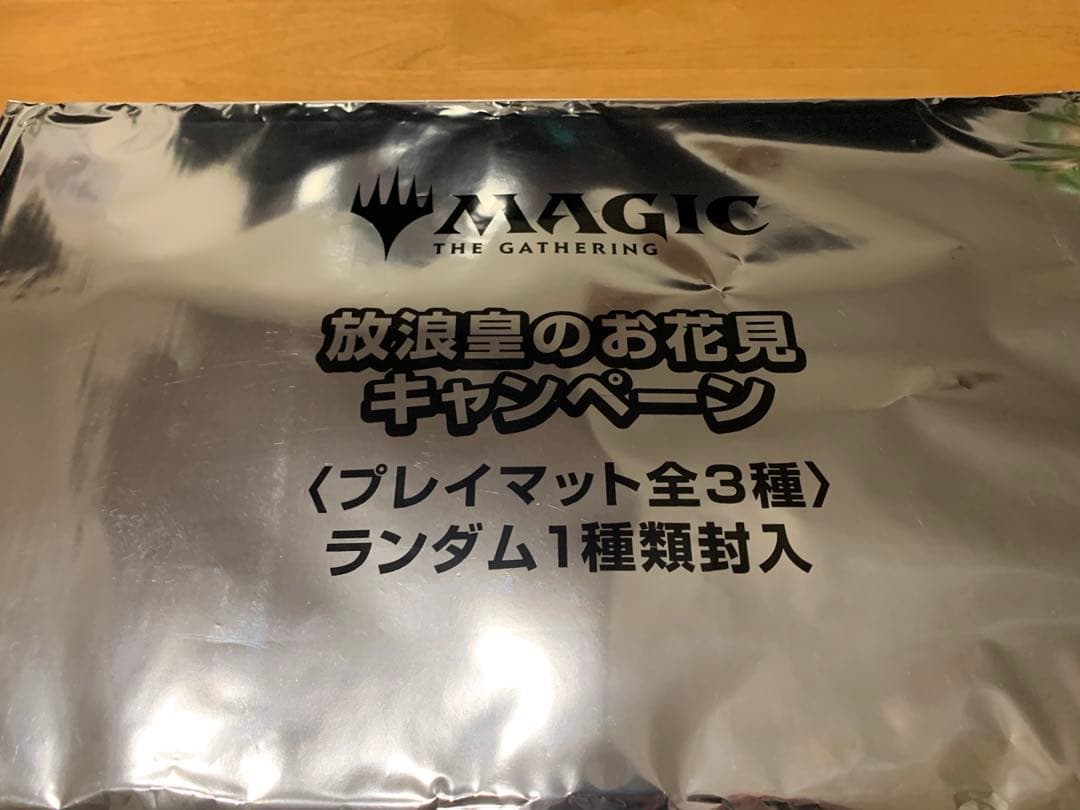 MAGIC
THE GATHERING
放浪皇のお花見
キャンペーン
〈プレイマット全3種〉
ランダム1種類封入